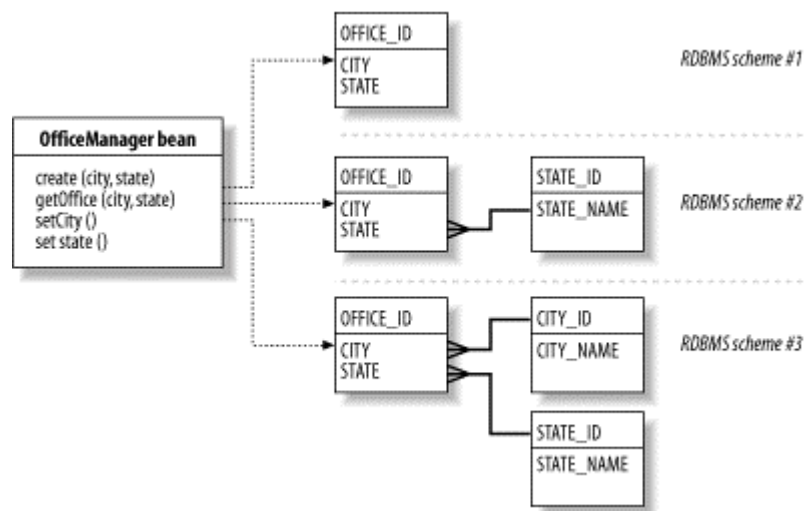 OFFICE_ID
CITY
STATE
RDBMS scheme #1
OfficeManager bean
create (city, state)
getOffice (city, state)
setCity ()
set state ()
OFFICE_ID
CITY
STATE
STATE_ID
STATE_NAME
RDBMS scheme #2
OFFICE_ID
CITY
STATE
CITY_ID
CITY_NAME
RDBMS scheme #3
STATE_ID
STATE_NAME